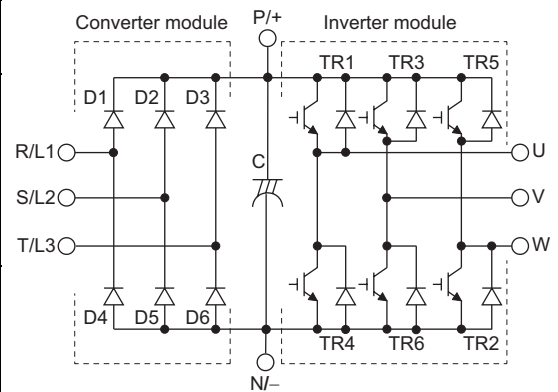 Converter module
P/+
Inverter module
TR1
TR3
TR5
D1
D2
D3
R/L1
S/L2
T/L3
C
U
V
W
D4
D5
D6
TR4
TR6
TR2
N/−